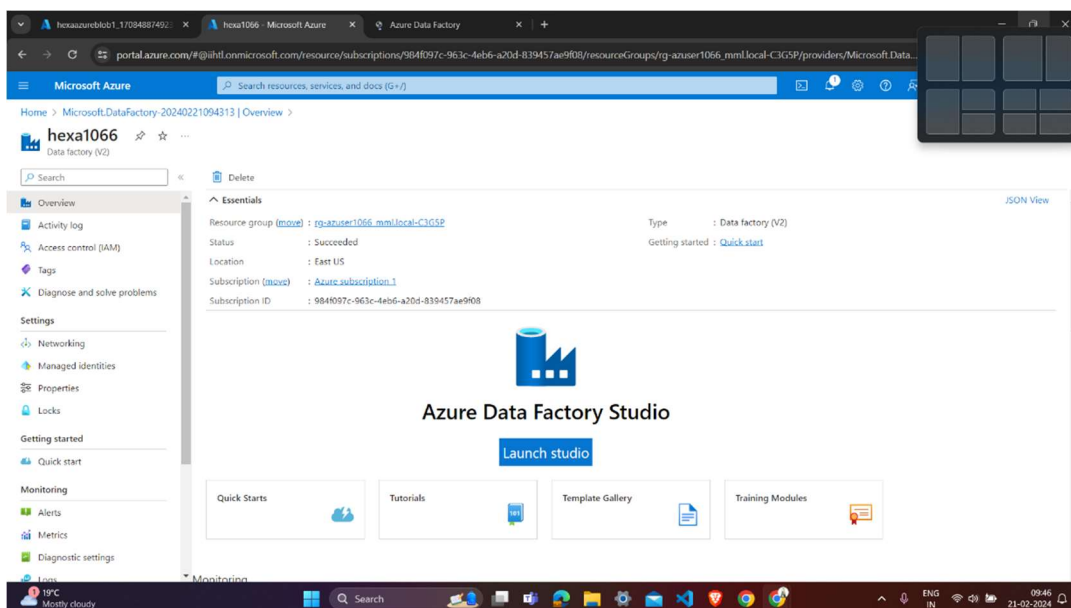 hexaazureblob1_170848874923
hexa1066 - Microsoft Azure
Azure Data Factory
portal.azure.com/#@iihtl.onmicrosoft.com/resource/subscriptions/984f097c-963c-4eb6-a20d-839457ae9f08/resourceGroups/rg-azuser1066_mml.local-C3G5P/providers/Microsoft.Data...
Microsoft Azure
Search resources, services, and docs (G+/)
Home > Microsoft.DataFactory-20240221094313 | Overview >
hexa1066
Data factory (V2)
Search
Delete
Overview
Activity log
Access control (IAM)
Tags
Diagnose and solve problems
Settings
Networking
Managed identities
Properties
Locks
Getting started
Quick start
Monitoring
Alerts
Metrics
Diagnostic settings
Logs
Essentials
JSON View
Resource group (move) : rg-azuser1066_mml.local-C3G5P
Status : Succeeded
Location : East US
Subscription (move) : Azure subscription 1
Subscription ID : 984f097c-963c-4eb6-a20d-839457ae9f08
Type : Data factory (V2)
Getting started : Quick start
Azure Data Factory Studio
Launch studio
Quick Starts
Tutorials
101
Template Gallery
Training Modules
Monitoring
1
19°C
Mostly cloudy
Search
ENG
IN
09:46
21-02-2024